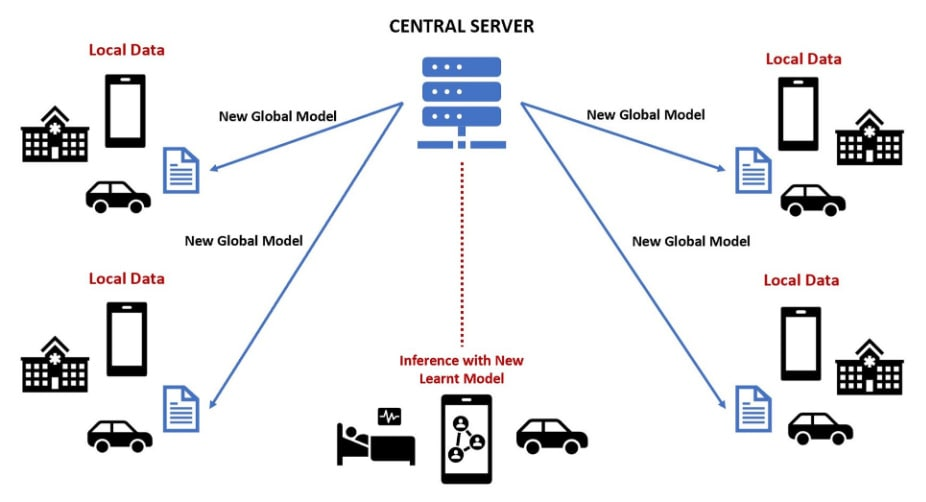 CENTRAL SERVER
Local Data
Local Data
New Global Model
New Global Model
New Global Model
New Global Model
Local Data
Local Data
Inference with New
Learnt Model